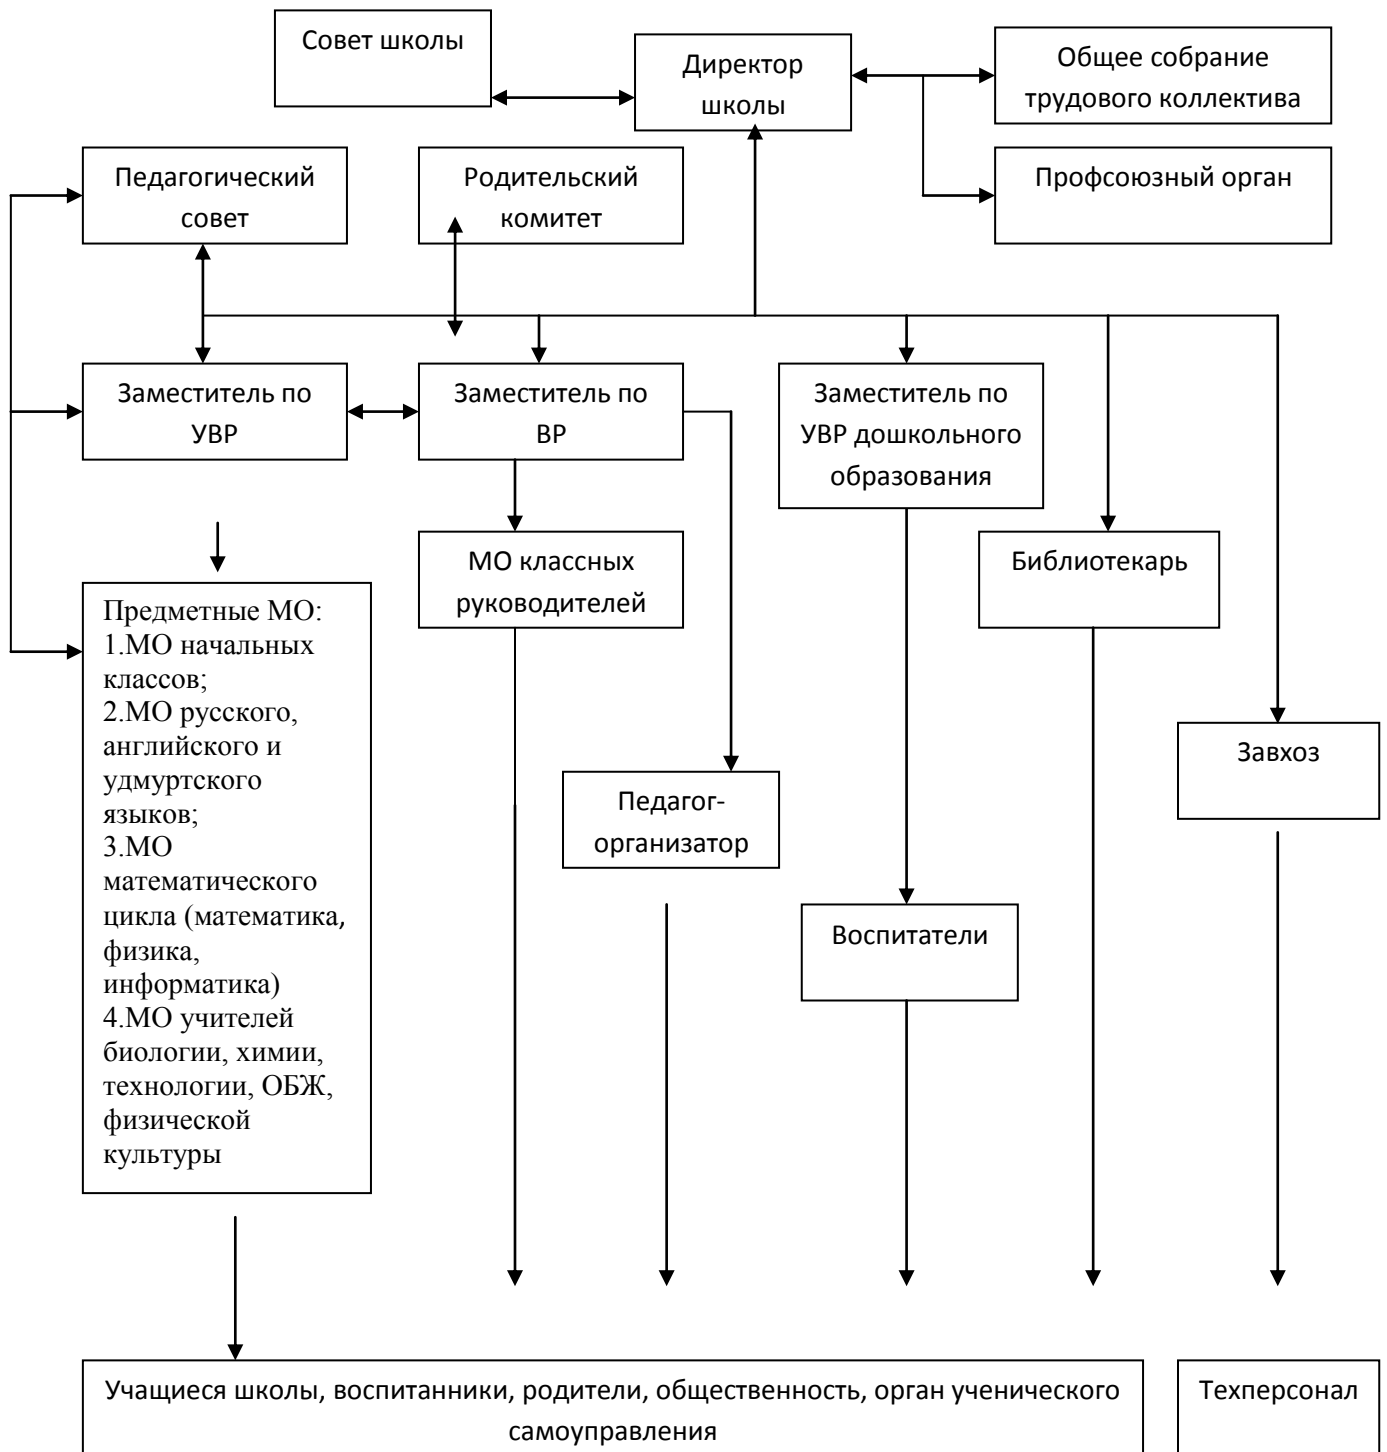 Совет школы
Директор
школы
Общее собрание
трудового коллектива
Педагогический
совет
Родительский
комитет
Профсоюзный орган
Заместитель по
УВР
Заместитель по
ВР
Заместитель по
УВР дошкольного
образования
МО классных
руководителей
Библиотекарь
Предметные МО:
1.МО начальных
классов;
2.МО русского,
английского и
удмуртского
языков;
3.МО
математического
цикла (математика,
физика,
информатика)
4.МО учителей
биологии, химии,
технологии, ОБЖ,
физической
культуры
Завхоз
Педагог-
организатор
Воспитатели
Учащиеся школы, воспитанники, родители, общественность, орган ученического
самоуправления
Техперсонал